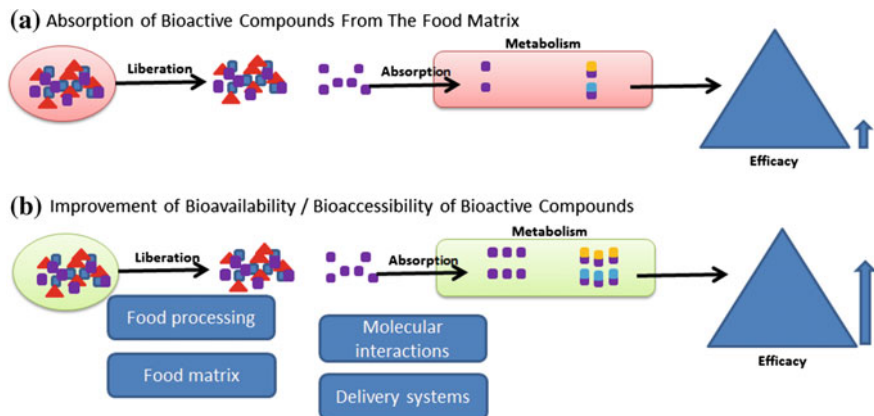 (a) Absorption of Bioactive Compounds From The Food Matrix
Metabolism
Liberation
Absorption
Efficacy
(b) Improvement of Bioavailability / Bioaccessibility of Bioactive Compounds
Metabolism
Liberation
Absorption
Food processing
Molecular
interactions
Food matrix
Delivery systems
Efficacy